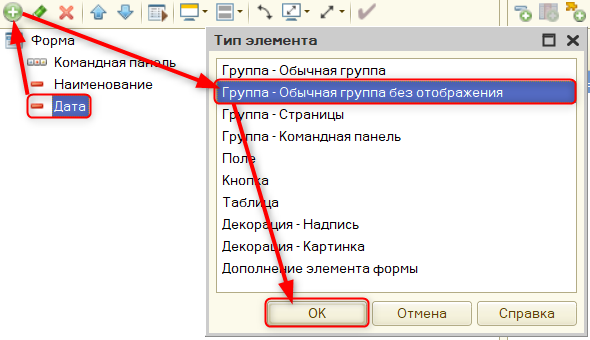 Форма
Командная панель
Наименование
Дата
Тип элемента
Группа - Обычная группа
Группа - Обычная группа без отображения
Группа - Страницы
Группа - Командная панель
Поле
Кнопка
Таблица
Декорация - Надпись
Декорация - Картинка
Дополнение элемента формы
OK
Отмена
Справка